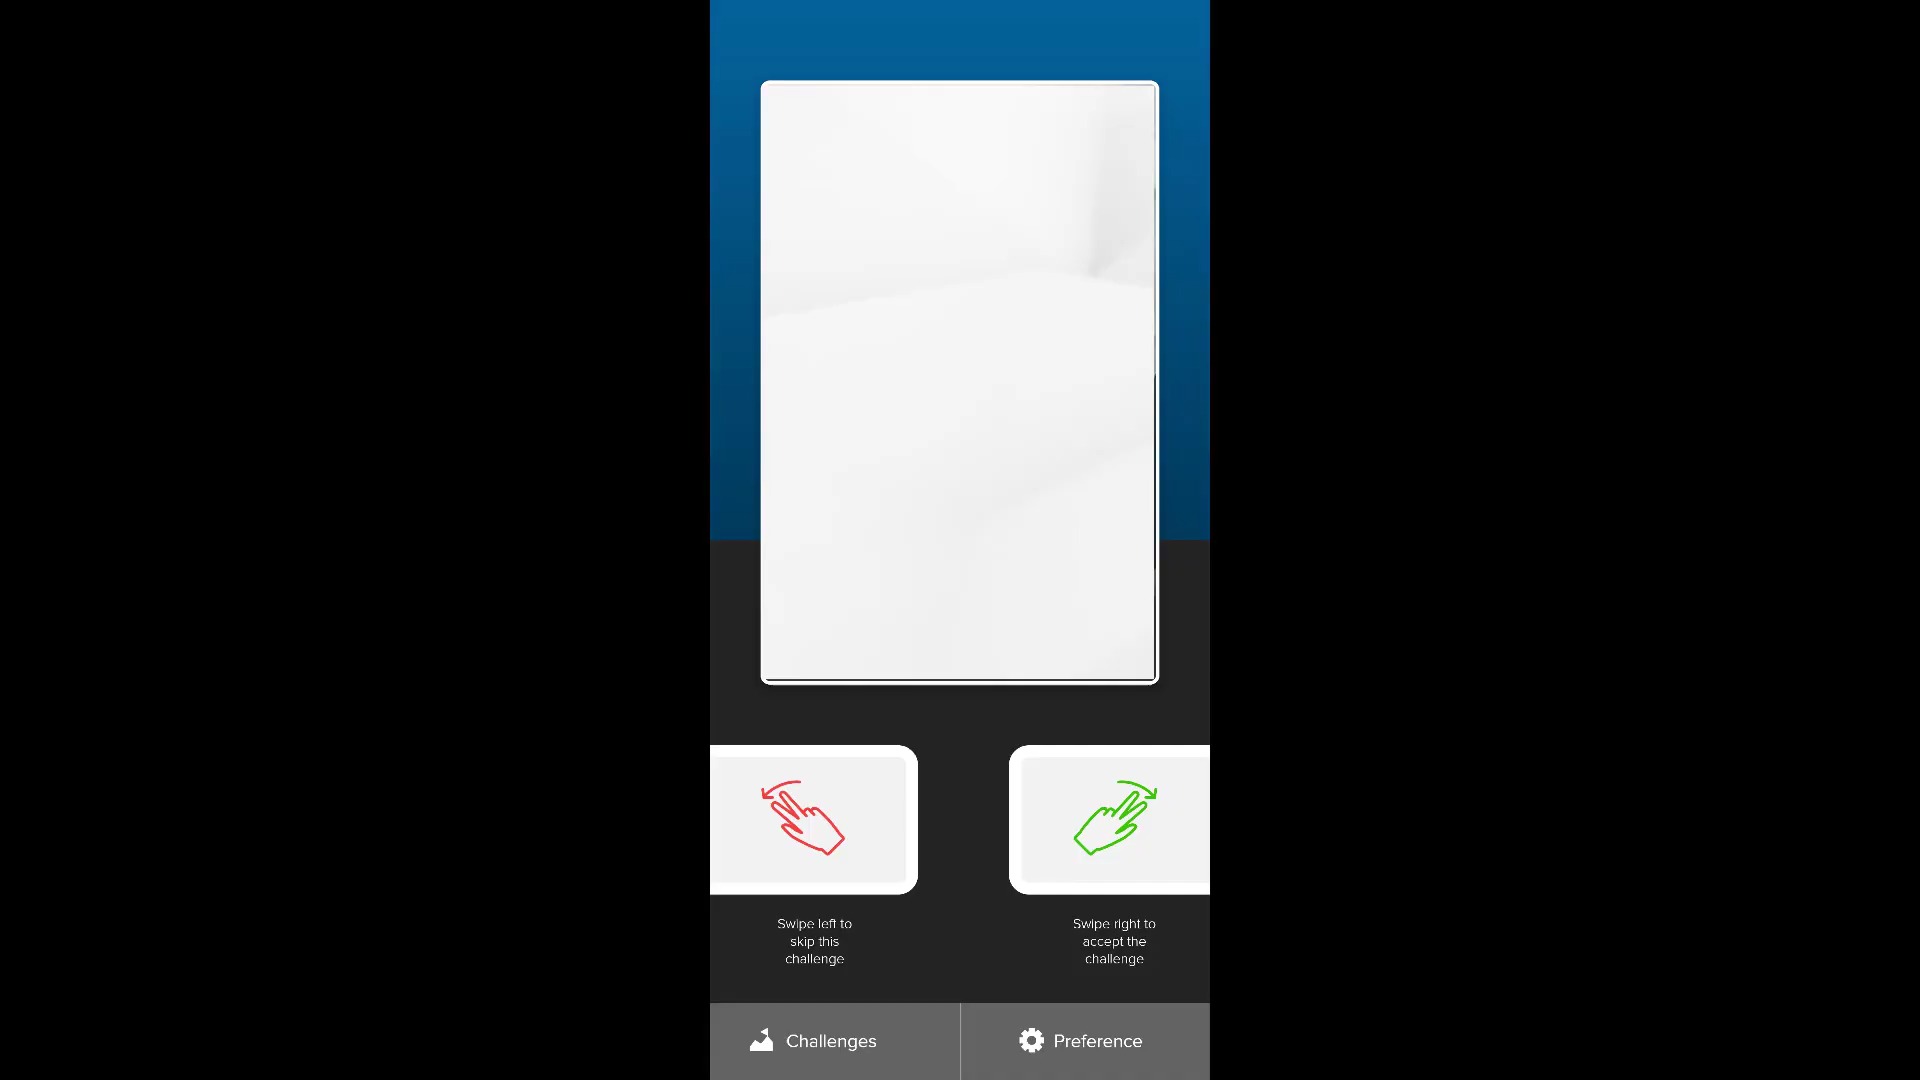 Swipe left to
skip this
challenge
Swipe right to
accept the
challenge
Challenges
Preference